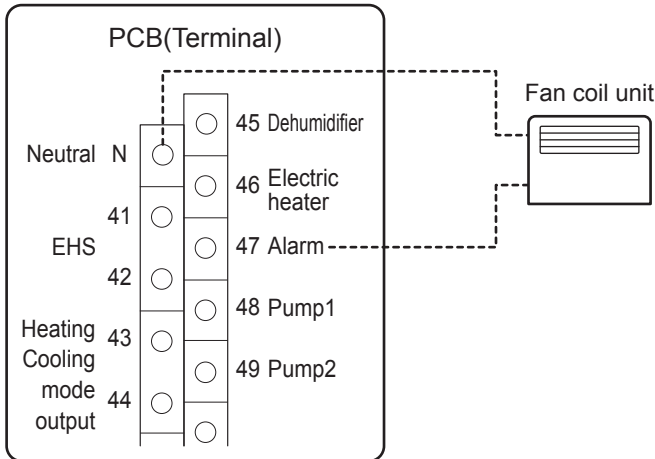 PCB(Terminal)
Fan coil unit
Neutral N
41
EHS
42
Heating
Cooling
mode
output
43
44
45 Dehumidifier
46 Electric
heater
47 Alarm
48 Pump1
49 Pump2